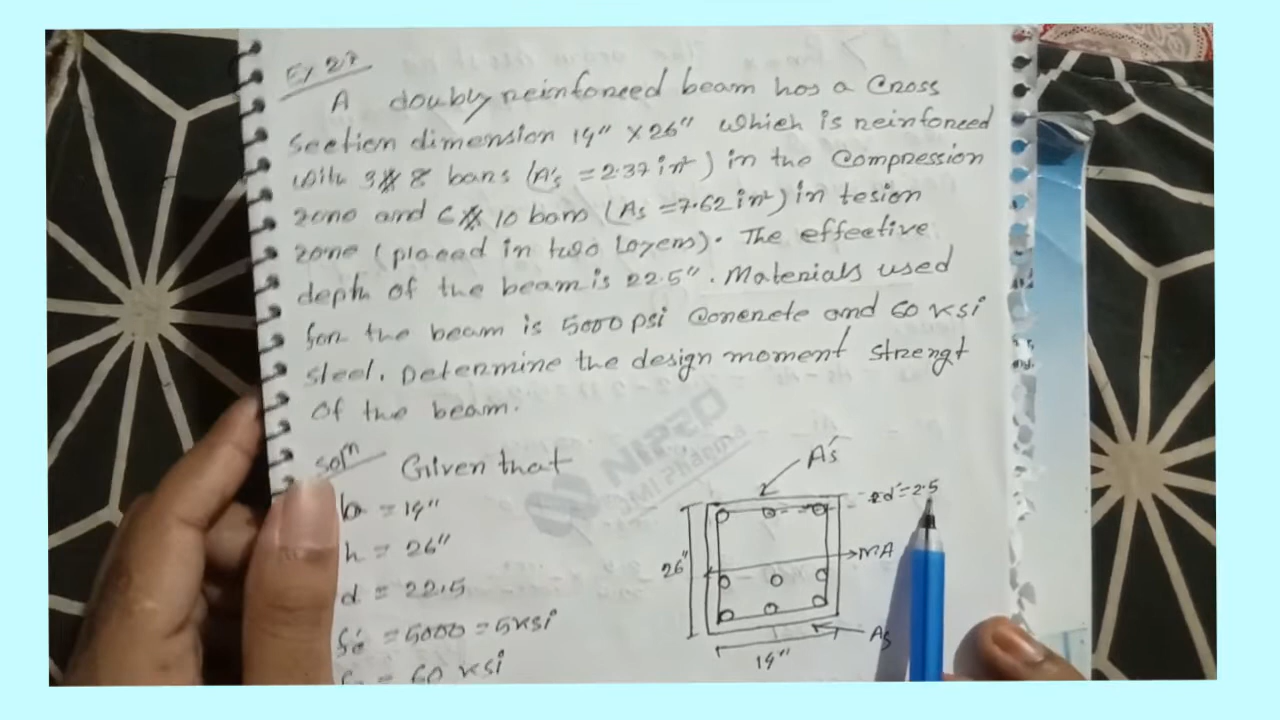 Ex 2:
A doubly reinforced beam has a Cross
section dimension 14" x 26" which is reinforced
with 3# 8 bars (A's = 2.37 in²) in the Compression
zone and 6# 10 bars (As = 7.62 in²) in tesion
zone (placed in two layers). The effective
depth of the beam is 22.5". Materials used
for the beam is 5000 psi Concrete and 60 ksi
steel. Determine the design moment strengt
of the beam.
Soln Given that
b = 14"
h = 26"
d = 22.5
fc' = 5000 = 5 ksi
= 60 ksi
A's
d' = 2.5
26"
NA
As
14"